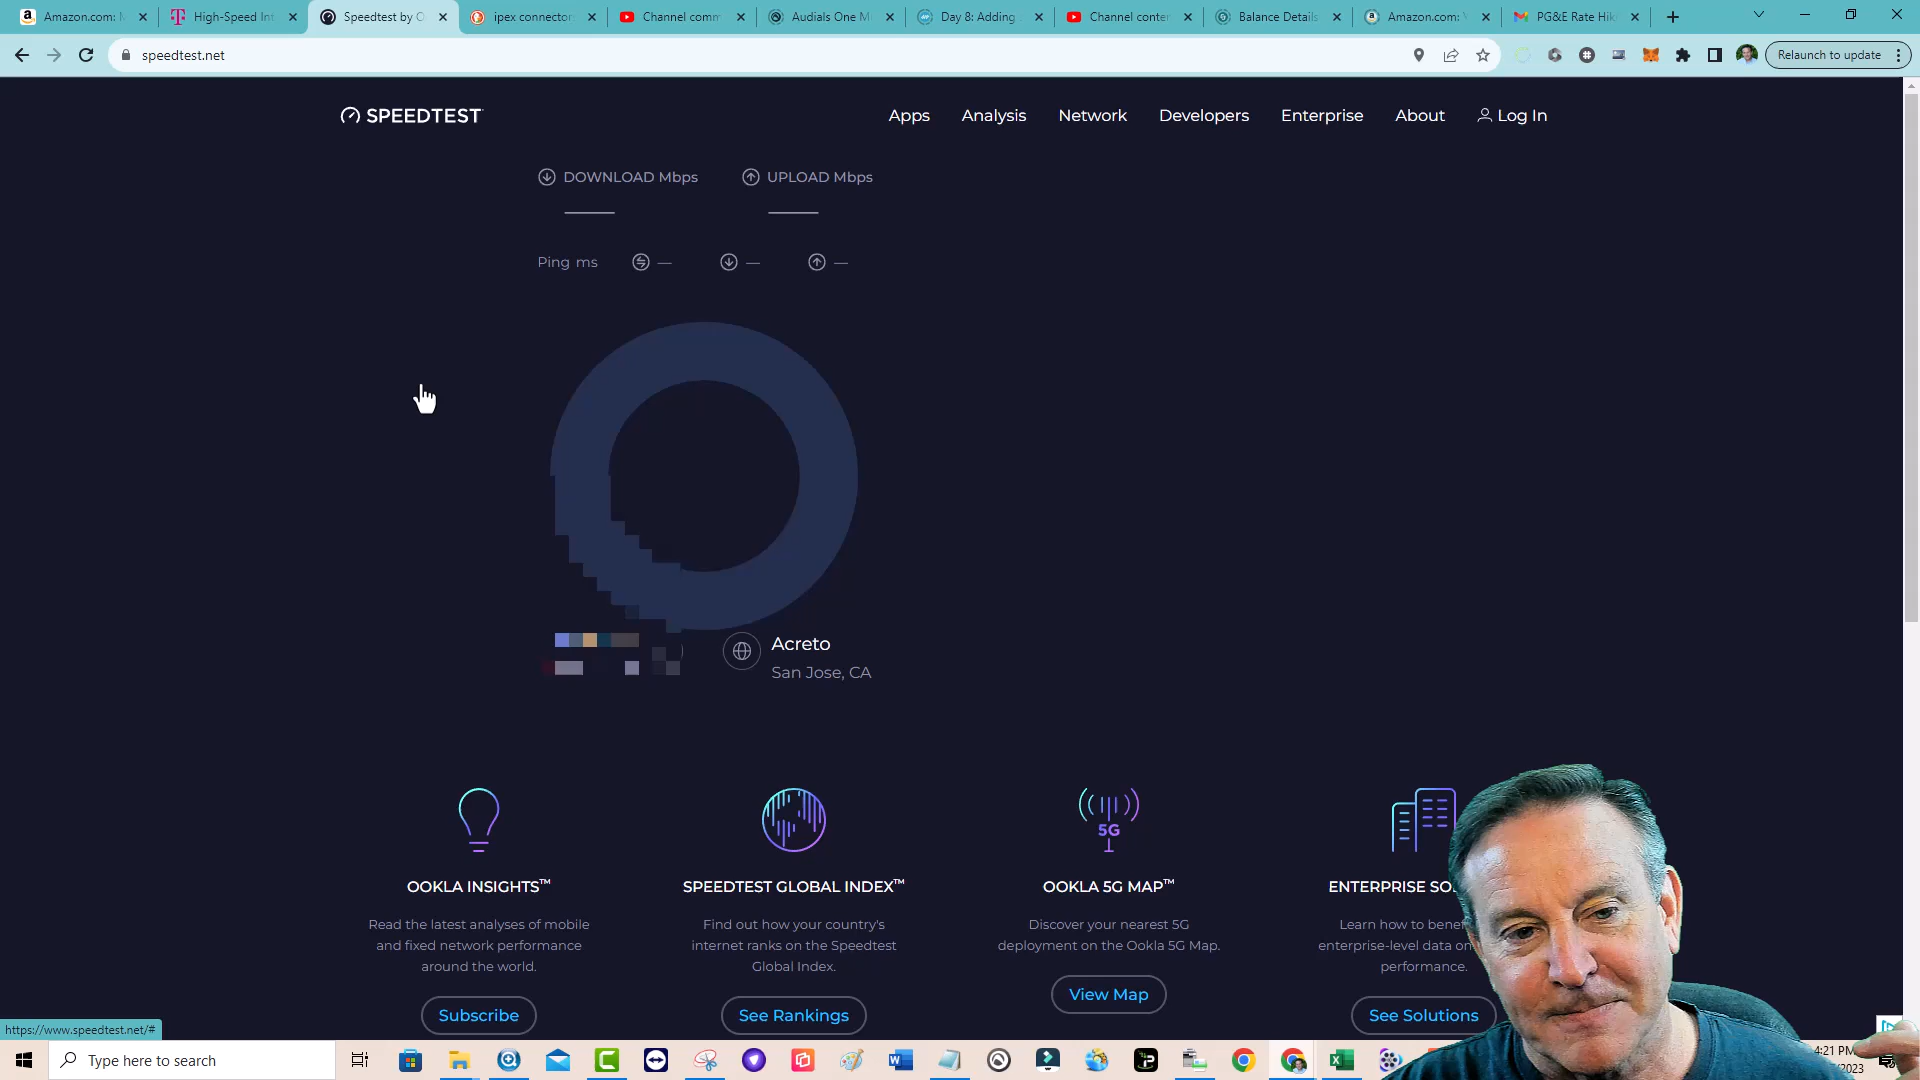 Amazon.com: M
High-Speed Int
Speedtest by O
ipex connector
Channel comm
Audials One M
Day 8: Adding
Channel conten
Balance Details
Amazon.com: V
PG&E Rate Hik
speedtest.net
Relaunch to update
SPEEDTEST
Apps
Analysis
Network
Developers
Enterprise
About
Log In
DOWNLOAD Mbps
UPLOAD Mbps
Ping ms
Acreto
San Jose, CA
5G
OOKLA INSIGHTS™
Read the latest analyses of mobile
and fixed network performance
around the world.
Subscribe
SPEEDTEST GLOBAL INDEX™
Find out how your country's
internet ranks on the Speedtest
Global Index.
See Rankings
OOKLA 5G MAP™
Discover your nearest 5G
deployment on the Ookla 5G Map.
View Map
ENTERPRISE SO
Learn how to bene
enterprise-level data on
performance.
See Solutions
https://www.speedtest.net/#
Type here to search
4:21 PM
/2023